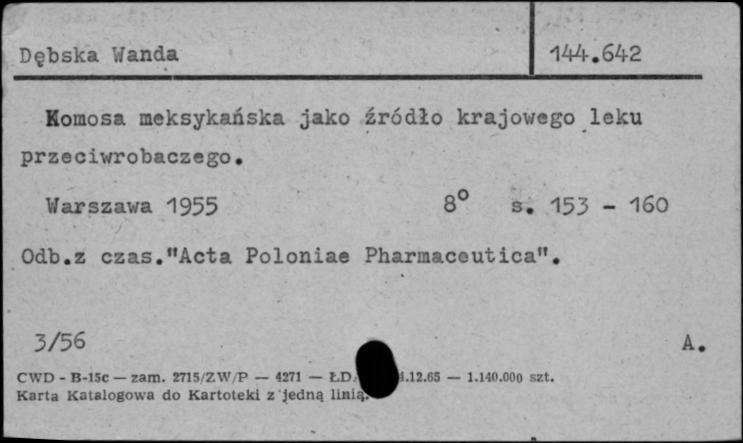 Dębska Wanda 144.642
Komosa meksykańska jako źródło krajowego leku
przeciwrobaczego.
Warszawa 1955 8° s. 153 - 160
Odb.z czas."Acta Poloniae Pharmaceutica".
3/56 A.
CWD - B-15c — zam. 2715/ZW/P — 4271 — ŁD .12.65 — 1.140.000 szt.
Karta Katalogowa do Kartoteki z jedną linią.